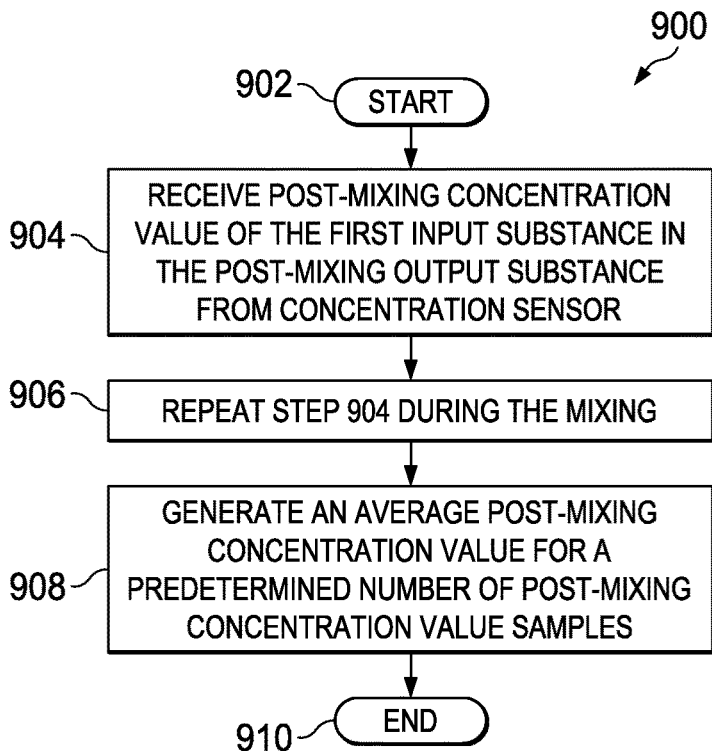 900
902
START
904
RECEIVE POST-MIXING CONCENTRATION
VALUE OF THE FIRST INPUT SUBSTANCE IN
THE POST-MIXING OUTPUT SUBSTANCE
FROM CONCENTRATION SENSOR
906
REPEAT STEP 904 DURING THE MIXING
908
GENERATE AN AVERAGE POST-MIXING
CONCENTRATION VALUE FOR A
PREDETERMINED NUMBER OF POST-MIXING
CONCENTRATION VALUE SAMPLES
910
END